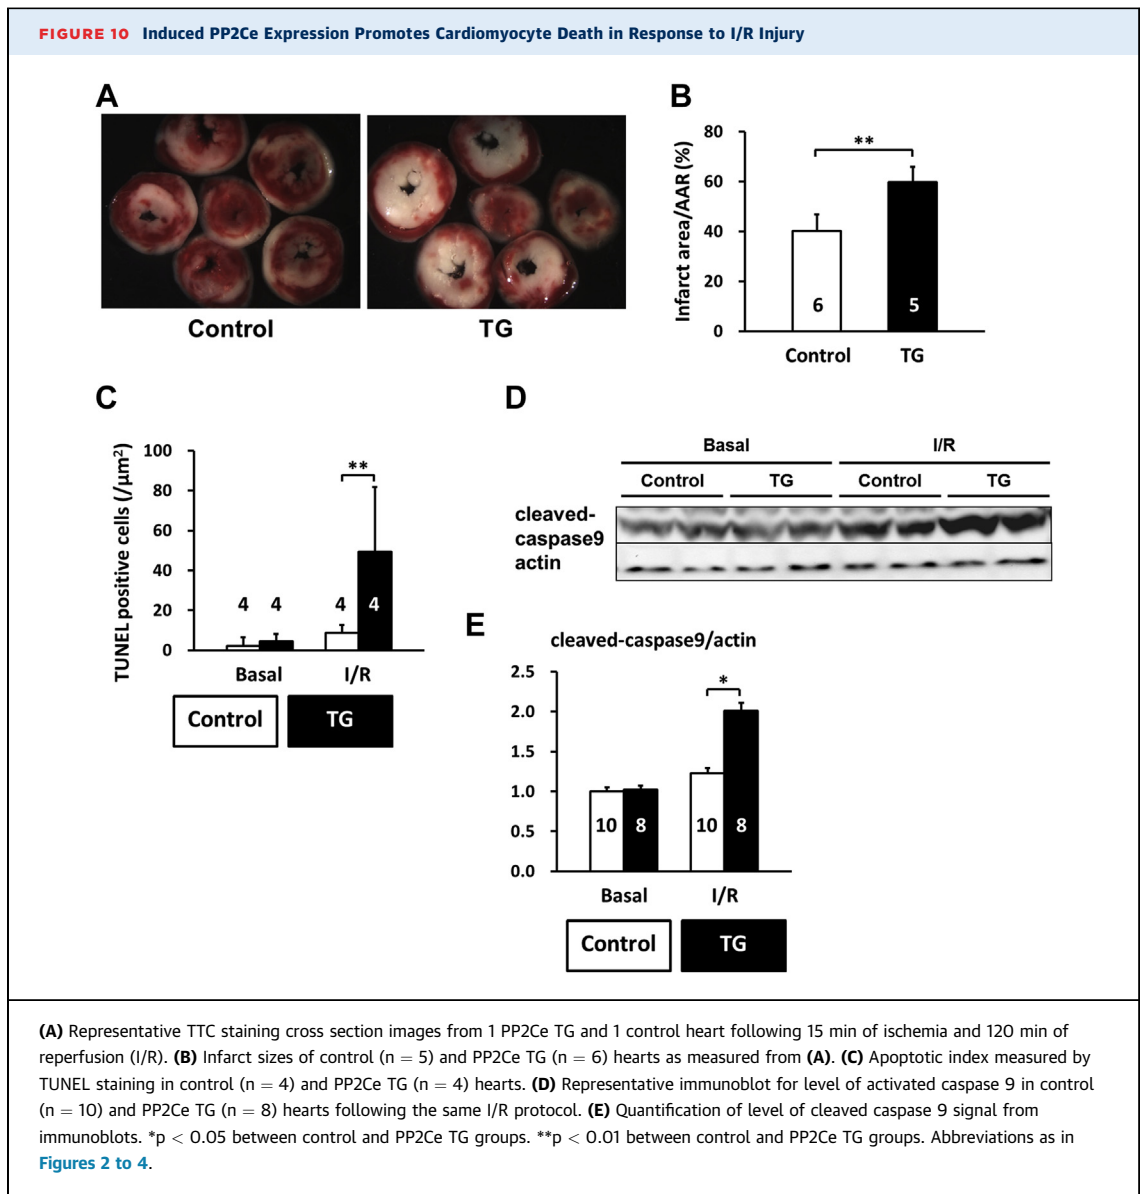 FIGURE 10 Induced PP2Ce Expression Promotes Cardiomyocyte Death in Response to I/R Injury
A
Control
TG
B
Infarct area/AAR (%)
80
60
40
20
0
**
6
5
Control
TG
C
TUNEL positive cells (/μm²)
100
80
60
40
20
0
4
4
4
4
**
Basal
I/R
Control
TG
D
Basal
I/R
Control
TG
Control
TG
cleaved-
caspase9
actin
E
cleaved-caspase9/actin
2.5
2.0
1.5
1.0
0.5
0.0
10
8
10
8
*
Basal
I/R
Control
TG
(A) Representative TTC staining cross section images from 1 PP2Ce TG and 1 control heart following 15 min of ischemia and 120 min of
reperfusion (I/R). (B) Infarct sizes of control (n = 5) and PP2Ce TG (n = 6) hearts as measured from (A). (C) Apoptotic index measured by
TUNEL staining in control (n = 4) and PP2Ce TG (n = 4) hearts. (D) Representative immunoblot for level of activated caspase 9 in control
(n = 10) and PP2Ce TG (n = 8) hearts following the same I/R protocol. (E) Quantification of level of cleaved caspase 9 signal from
immunoblots. *p < 0.05 between control and PP2Ce TG groups. **p < 0.01 between control and PP2Ce TG groups. Abbreviations as in
Figures 2 to 4.